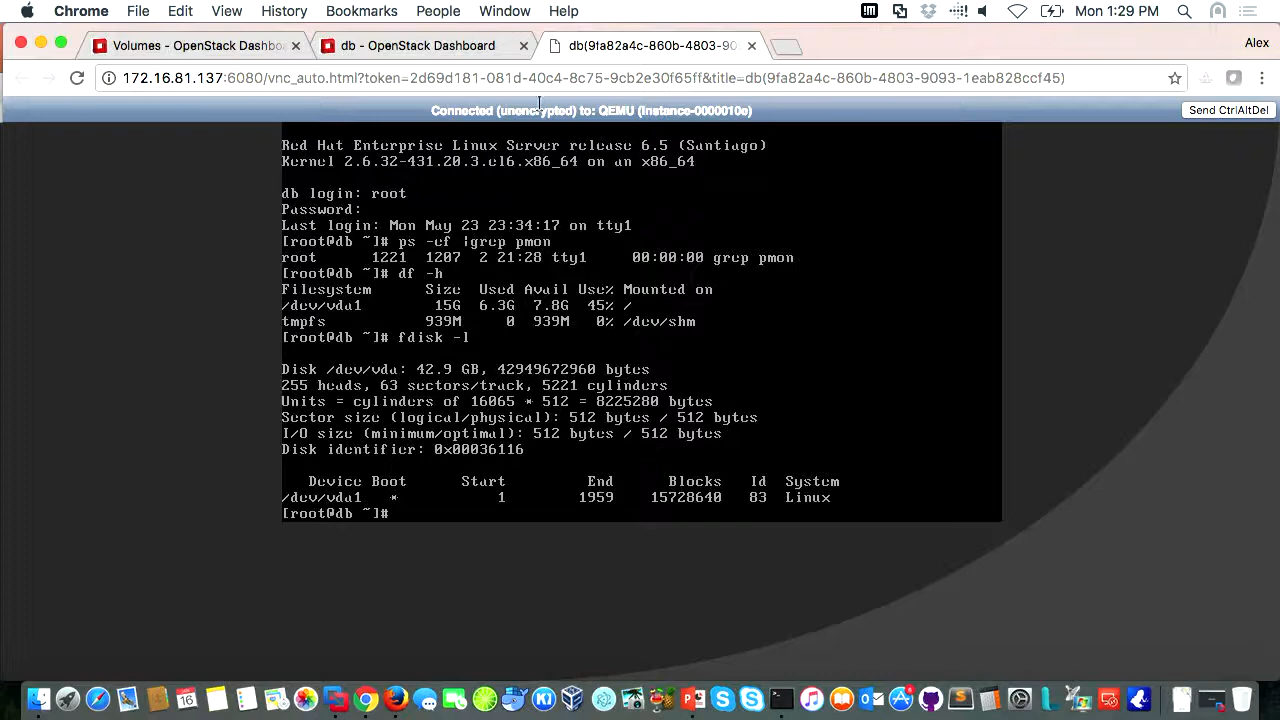 Chrome File Edit View History Bookmarks People Window Help Mon 1:29 PM
Volumes - OpenStack Dashbo db - OpenStack Dashboard db(9fa82a4c-860b-4803-90 Alex
172.16.81.137:6080/vnc_auto.html?token=2d69d181-081d-40c4-8c75-9cb2e30f65ff&title=db(9fa82a4c-860b-4803-9093-1eab828ccf45)
Connected (unencrypted) to: QEMU (instance-0000010e) Send CtrlAltDel
Red Hat Enterprise Linux Server release 6.5 (Santiago)
Kernel 2.6.32-431.20.3.el6.x86_64 on an x86_64
db login: root
Password:
Last login: Mon May 23 23:34:17 on tty1
[root@db ~]# ps -ef |grep pmon
root 1221 1207 2 21:28 tty1 00:00:00 grep pmon
[root@db ~]# df -h
Filesystem Size Used Avail Use% Mounted on
/dev/vda1 15G 6.3G 7.8G 45% /
tmpfs 939M 0 939M 0% /dev/shm
[root@db ~]# fdisk -l
Disk /dev/vda: 42.9 GB, 42949672960 bytes
255 heads, 63 sectors/track, 5221 cylinders
Units = cylinders of 16065 * 512 = 8225280 bytes
Sector size (logical/physical): 512 bytes / 512 bytes
I/O size (minimum/optimal): 512 bytes / 512 bytes
Disk identifier: 0x00036116
Device Boot Start End Blocks Id System
/dev/vda1 * 1 1959 15728640 83 Linux
[root@db ~]#